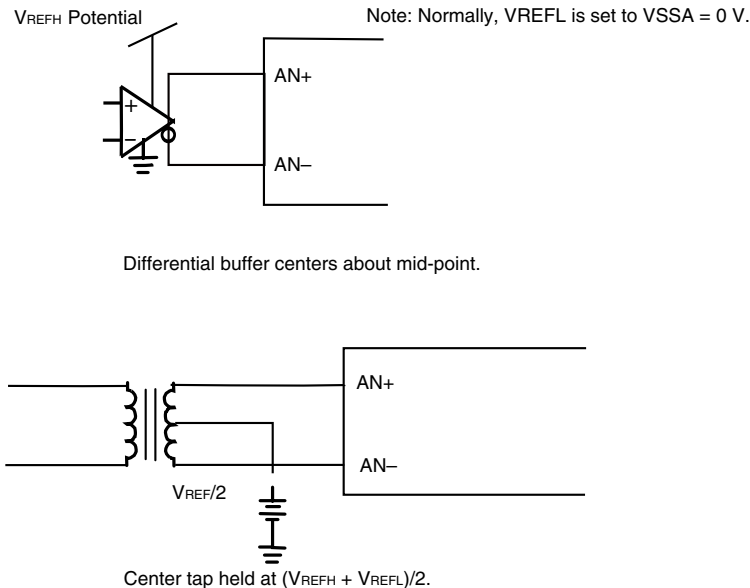 VREFH Potential
Note: Normally, VREFL is set to VSSA = 0 V.
AN+
+
–
AN–
Differential buffer centers about mid-point.
AN+
AN–
VREF/2
Center tap held at (VREFH + VREFL)/2.